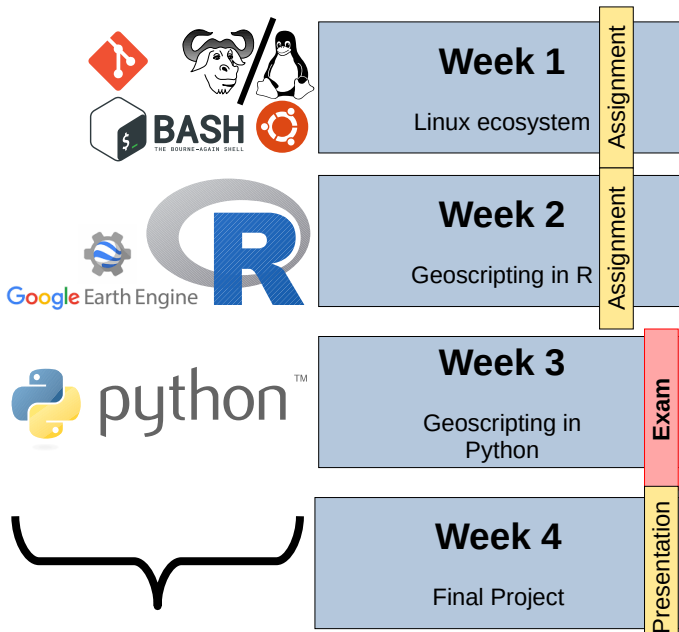 Week 1
Linux ecosystem
Assignment
$_
BASH
THE BOURNE-AGAIN SHELL
Week 2
Geoscripting in R
Assignment
R
Google Earth Engine
Week 3
Geoscripting in
Python
Exam
python™
Week 4
Final Project
Presentation